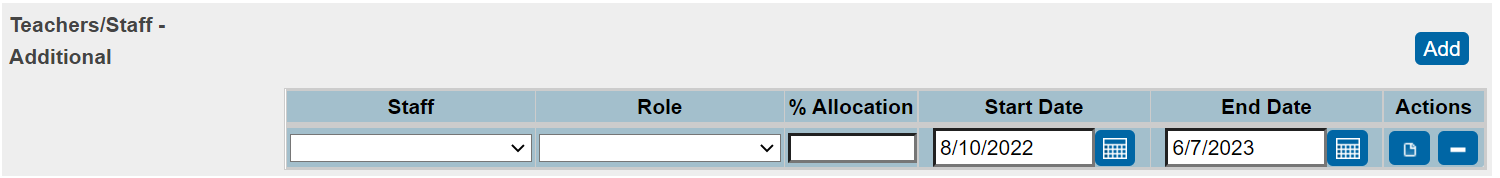 Teachers/Staff -
Additional
Add
Staff Role % Allocation Start Date End Date Actions
8/10/2022 6/7/2023